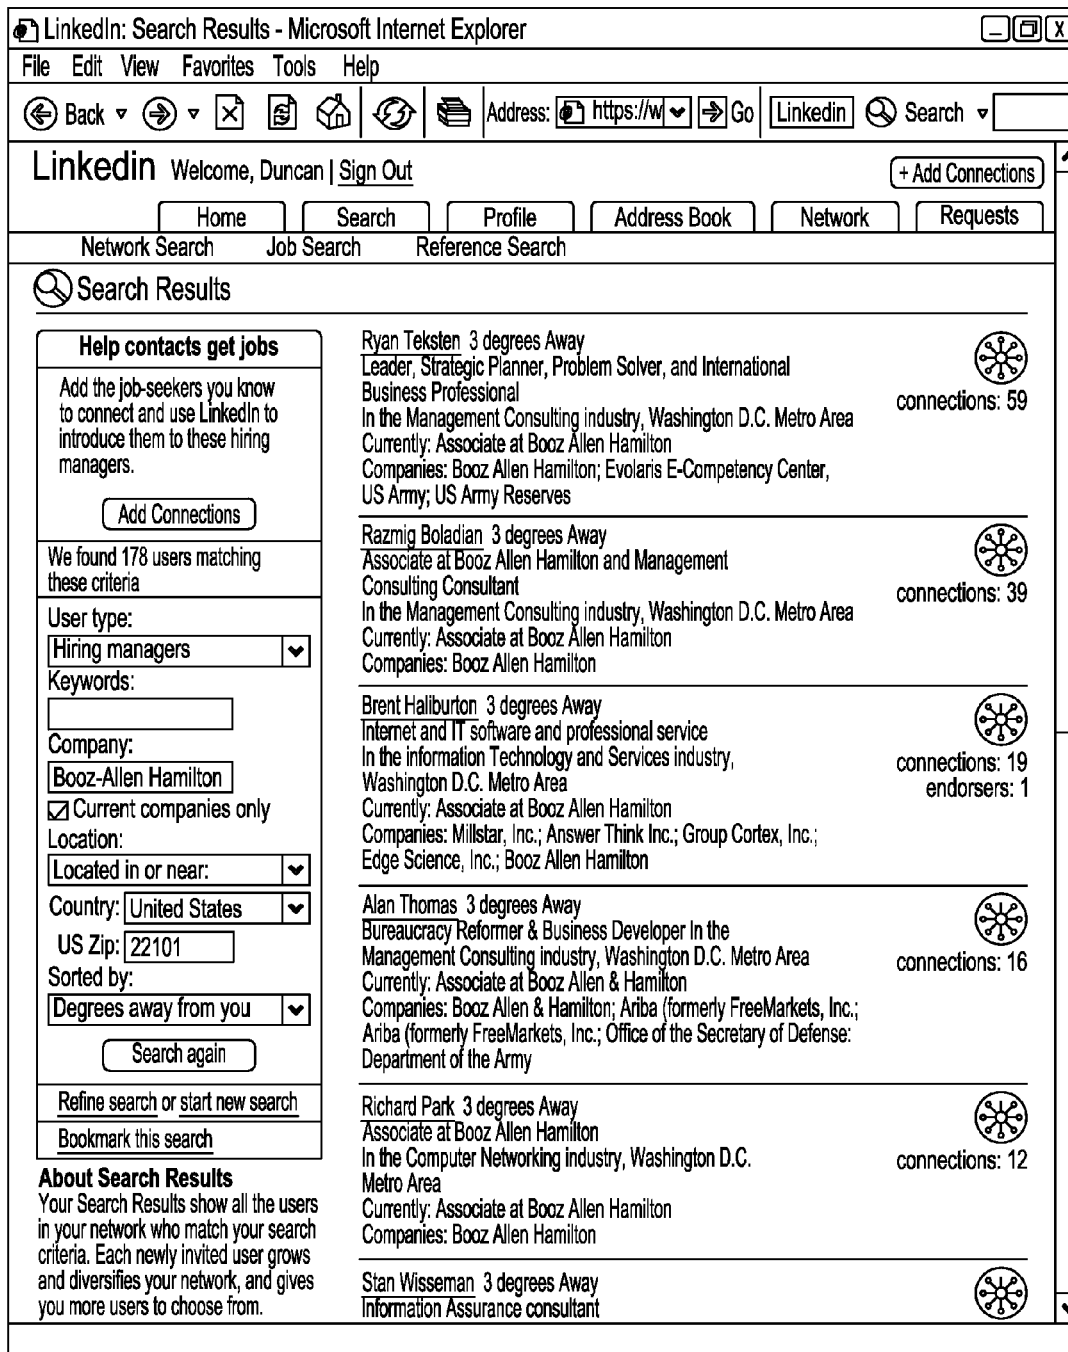 LinkedIn: Search Results - Microsoft Internet Explorer
X
File Edit View Favorites Tools Help
Back Address: https://w Go Linkedin Search
Linkedin Welcome, Duncan | Sign Out
+ Add Connections
Home Search Profile Address Book Network Requests
Network Search Job Search Reference Search
Search Results
Help contacts get jobs
Add the job-seekers you know
to connect and use LinkedIn to
introduce them to these hiring
managers.
Add Connections
We found 178 users matching
these criteria
User type:
Hiring managers
Keywords:
Company:
Booz-Allen Hamilton
Current companies only
Location:
Located in or near:
Country: United States
US Zip: 22101
Sorted by:
Degrees away from you
Search again
Refine search or start new search
Bookmark this search
About Search Results
Your Search Results show all the users
in your network who match your search
criteria. Each newly invited user grows
and diversifies your network, and gives
you more users to choose from.
Ryan Teksten 3 degrees Away
Leader, Strategic Planner, Problem Solver, and International
Business Professional
In the Management Consulting industry, Washington D.C. Metro Area
Currently: Associate at Booz Allen Hamilton
Companies: Booz Allen Hamilton; Evolaris E-Competency Center,
US Army; US Army Reserves
connections: 59
Razmig Boladian 3 degrees Away
Associate at Booz Allen Hamilton and Management
Consulting Consultant
In the Management Consulting industry, Washington D.C. Metro Area
Currently: Associate at Booz Allen Hamilton
Companies: Booz Allen Hamilton
connections: 39
Brent Haliburton 3 degrees Away
Internet and IT software and professional service
In the information Technology and Services industry,
Washington D.C. Metro Area
Currently: Associate at Booz Allen Hamilton
Companies: Millstar, Inc.; Answer Think Inc.; Group Cortex, Inc.;
Edge Science, Inc.; Booz Allen Hamilton
connections: 19
endorsers: 1
Alan Thomas 3 degrees Away
Bureaucracy Reformer & Business Developer In the
Management Consulting industry, Washington D.C. Metro Area
Currently: Associate at Booz Allen & Hamilton
Companies: Booz Allen & Hamilton; Ariba (formerly FreeMarkets, Inc.;
Ariba (formerly FreeMarkets, Inc.; Office of the Secretary of Defense:
Department of the Army
connections: 16
Richard Park 3 degrees Away
Associate at Booz Allen Hamilton
In the Computer Networking industry, Washington D.C.
Metro Area
Currently: Associate at Booz Allen Hamilton
Companies: Booz Allen Hamilton
connections: 12
Stan Wisseman 3 degrees Away
Information Assurance consultant